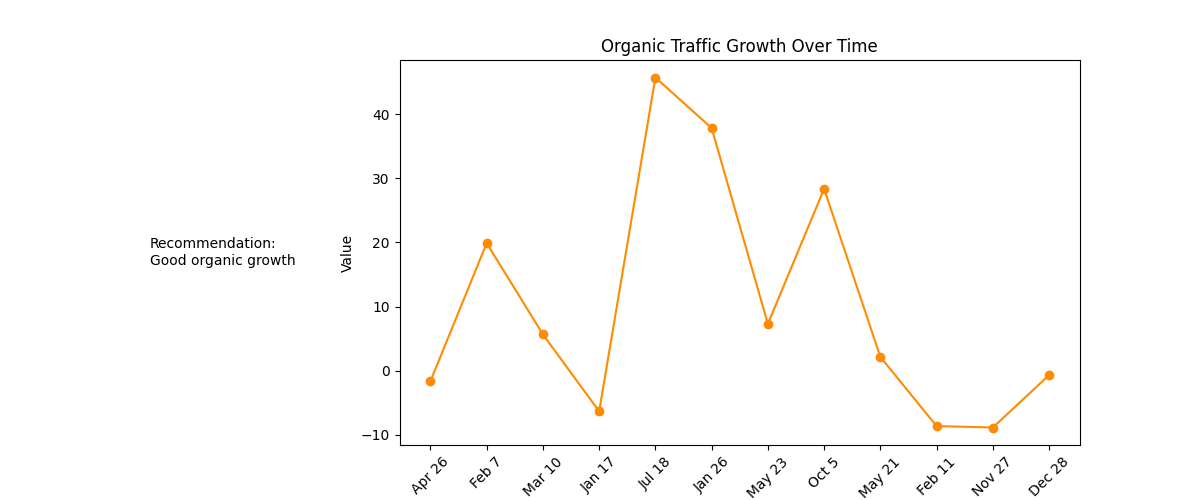 Organic Traffic Growth Over Time
Recommendation:
Good organic growth
Value
40
30
20
10
0
−10
Apr 26
Feb 7
Mar 10
Jan 17
Jul 18
Jan 26
May 23
Oct 5
May 21
Feb 11
Nov 27
Dec 28